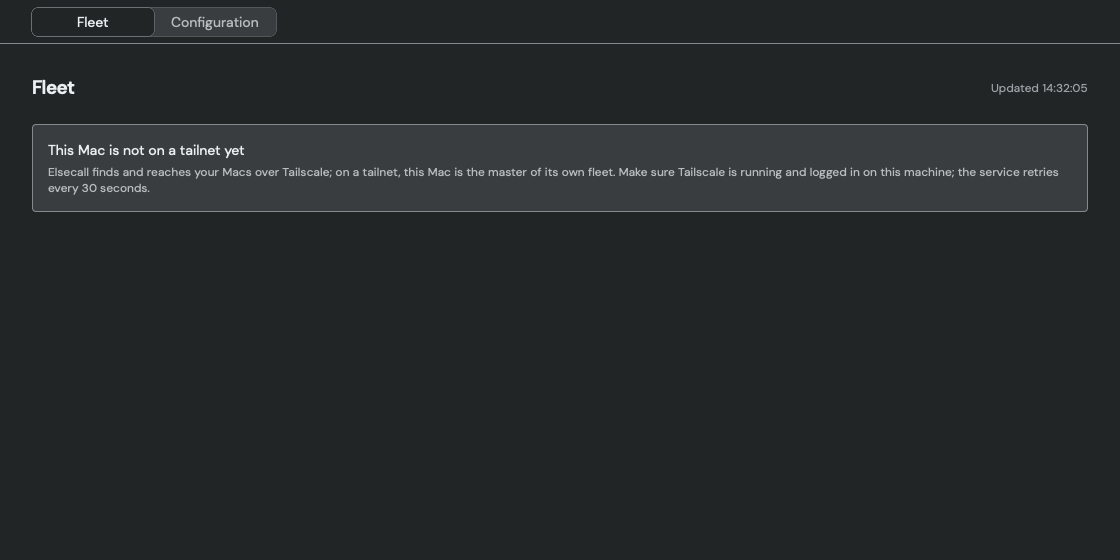 Fleet
Configuration
Fleet
Updated 14:32:05
This Mac is not on a tailnet yet
Elsecall finds and reaches your Macs over Tailscale; on a tailnet, this Mac is the master of its own fleet. Make sure Tailscale is running and logged in on this machine; the service retries
every 30 seconds.